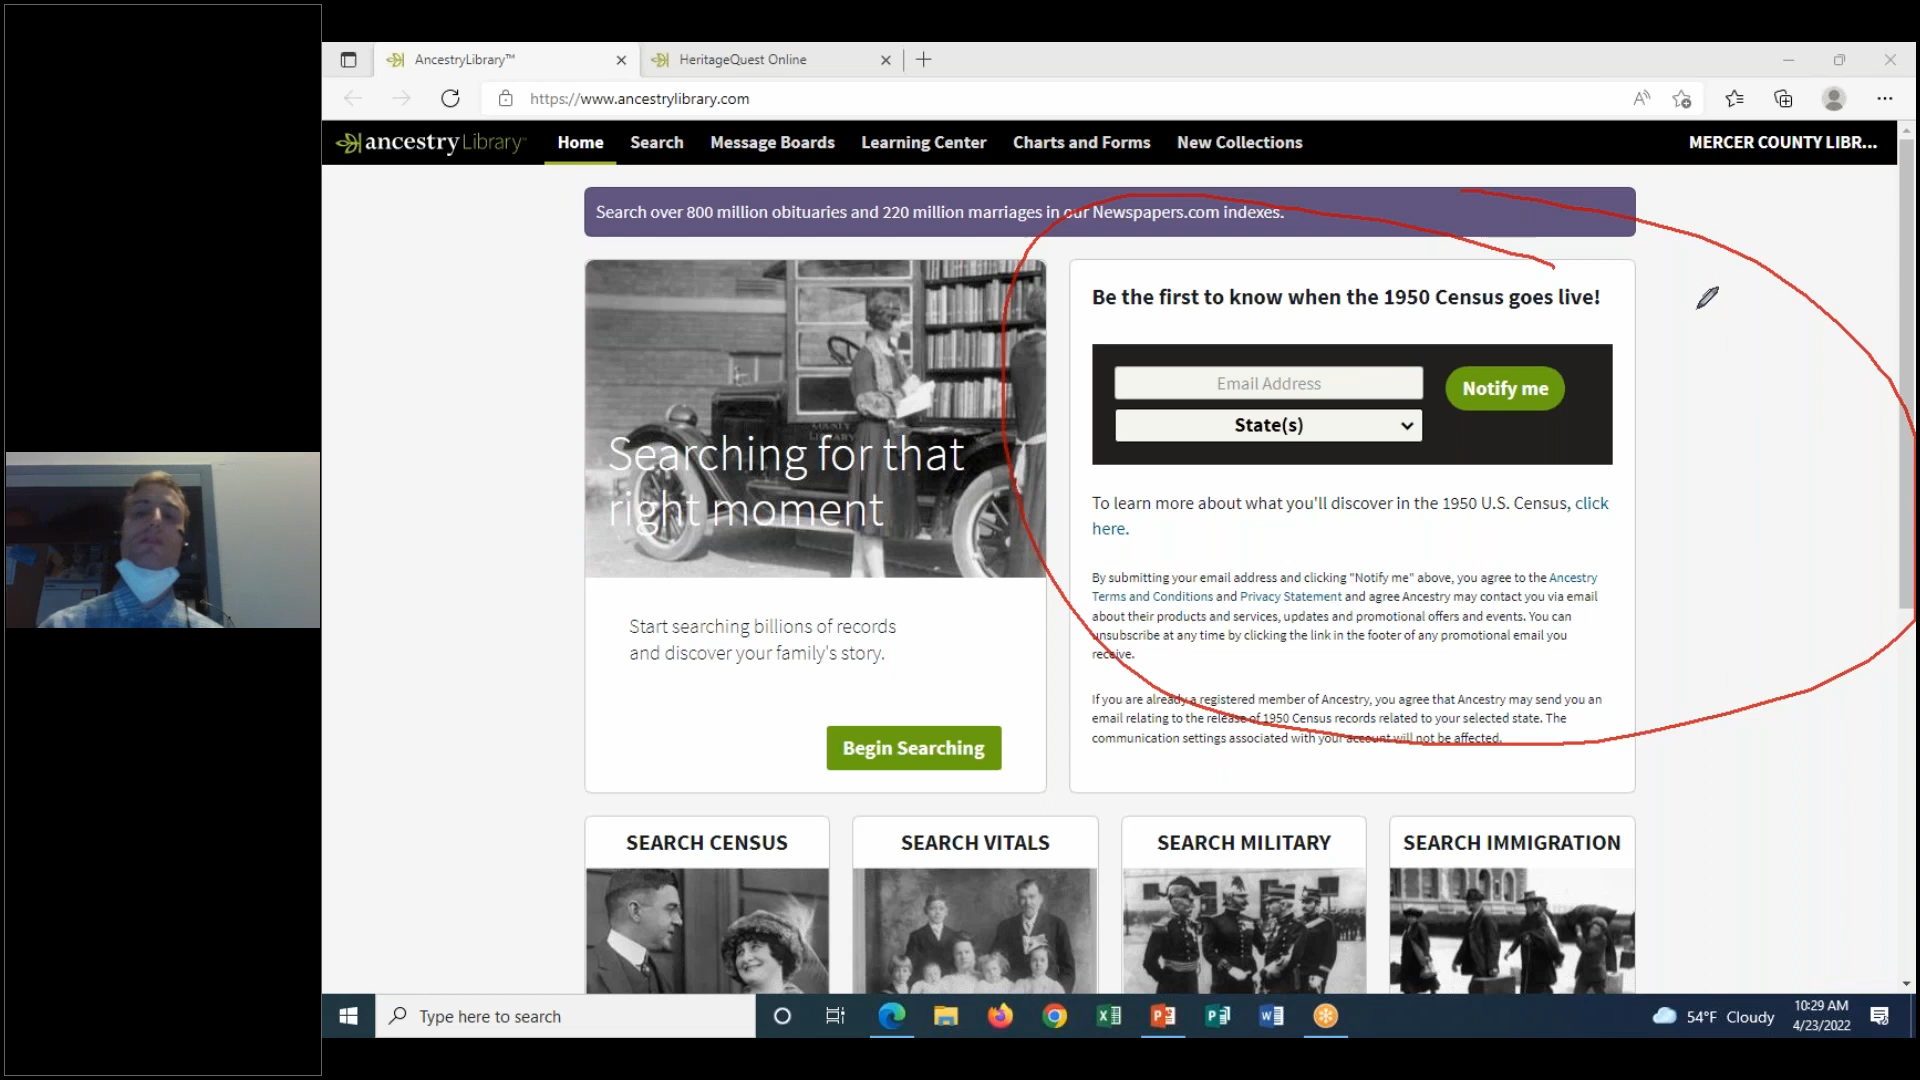 AncestryLibrary™
HeritageQuest Online
https://www.ancestrylibrary.com
ancestryLibrary
Home
Search
Message Boards
Learning Center
Charts and Forms
New Collections
MERCER COUNTY LIBR...
Search over 800 million obituaries and 220 million marriages in our Newspapers.com indexes.
Searching for that
right moment
Start searching billions of records
and discover your family's story.
Begin Searching
Be the first to know when the 1950 Census goes live!
Email Address
Notify me
State(s)
To learn more about what you'll discover in the 1950 U.S. Census, click
here.
By submitting your email address and clicking "Notify me" above, you agree to the Ancestry
Terms and Conditions and Privacy Statement and agree Ancestry may contact you via email
about their products and services, updates and promotional offers and events. You can
unsubscribe at any time by clicking the link in the footer of any promotional email you
receive.
If you are already a registered member of Ancestry, you agree that Ancestry may send you an
email relating to the release of 1950 Census records related to your selected state. The
communication settings associated with your account will not be affected.
SEARCH CENSUS
SEARCH VITALS
SEARCH MILITARY
SEARCH IMMIGRATION
Type here to search
54°F Cloudy
10:29 AM
4/23/2022